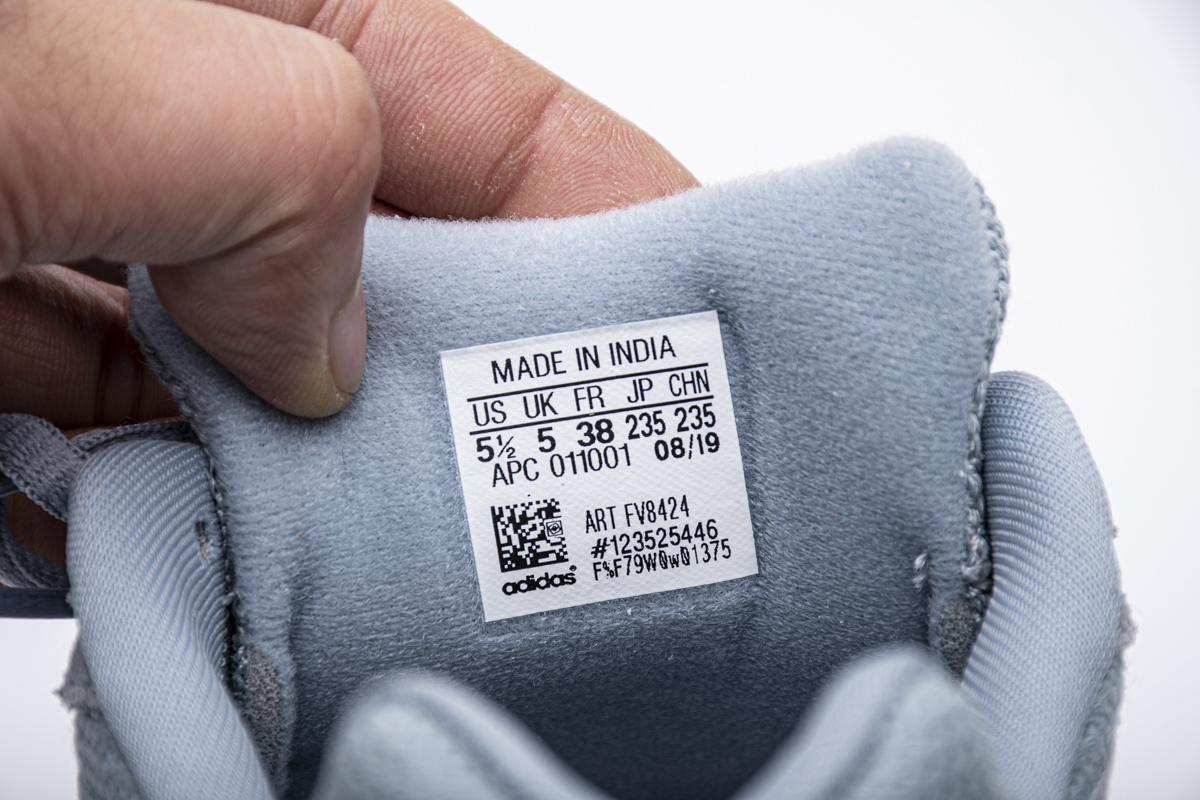 MADE IN INDIA
US UK FR JP CHN
5½ 5 38 235 235
APC 011001 08/19
ART FV8424
#123525446
F%F79W0w01375
adidas®